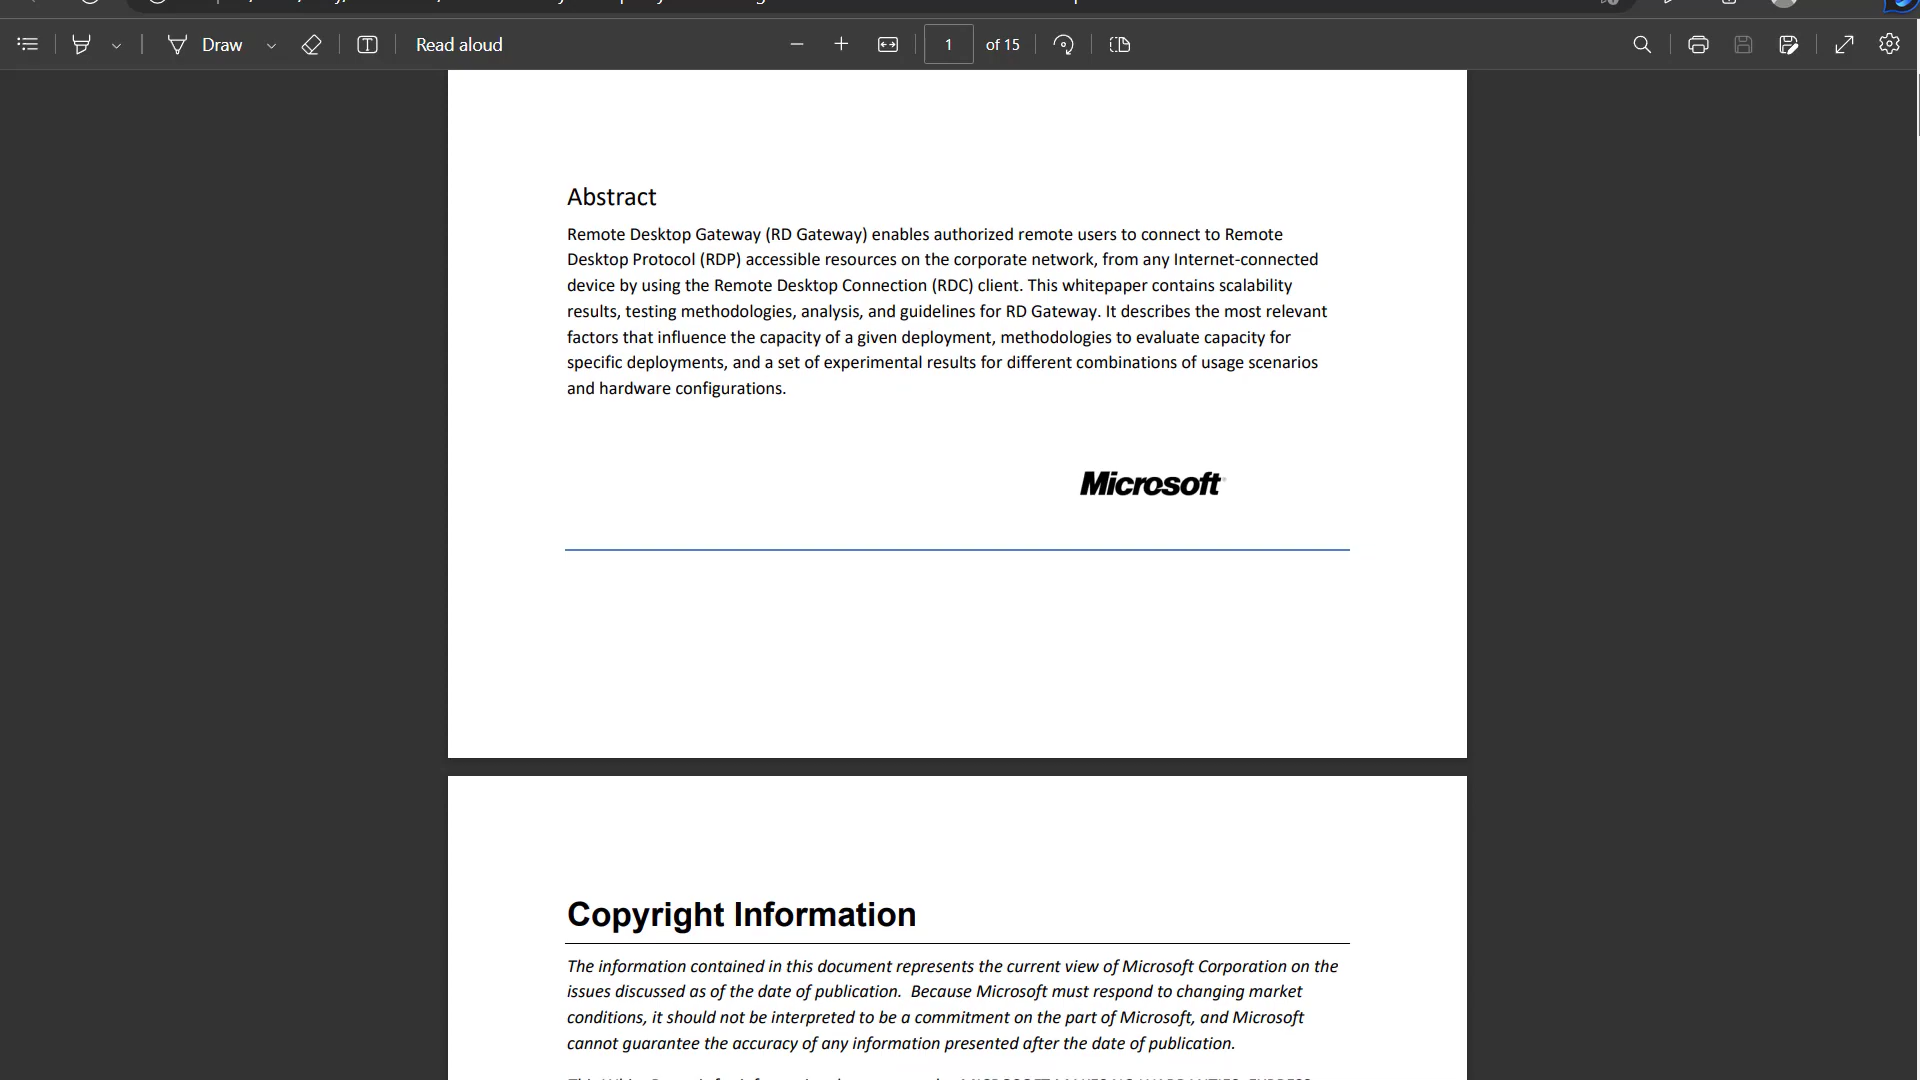 Draw
Read aloud
1
of 15
Abstract
Remote Desktop Gateway (RD Gateway) enables authorized remote users to connect to Remote
Desktop Protocol (RDP) accessible resources on the corporate network, from any Internet-connected
device by using the Remote Desktop Connection (RDC) client. This whitepaper contains scalability
results, testing methodologies, analysis, and guidelines for RD Gateway. It describes the most relevant
factors that influence the capacity of a given deployment, methodologies to evaluate capacity for
specific deployments, and a set of experimental results for different combinations of usage scenarios
and hardware configurations.
Microsoft
Copyright Information
The information contained in this document represents the current view of Microsoft Corporation on the
issues discussed as of the date of publication.  Because Microsoft must respond to changing market
conditions, it should not be interpreted to be a commitment on the part of Microsoft, and Microsoft
cannot guarantee the accuracy of any information presented after the date of publication.